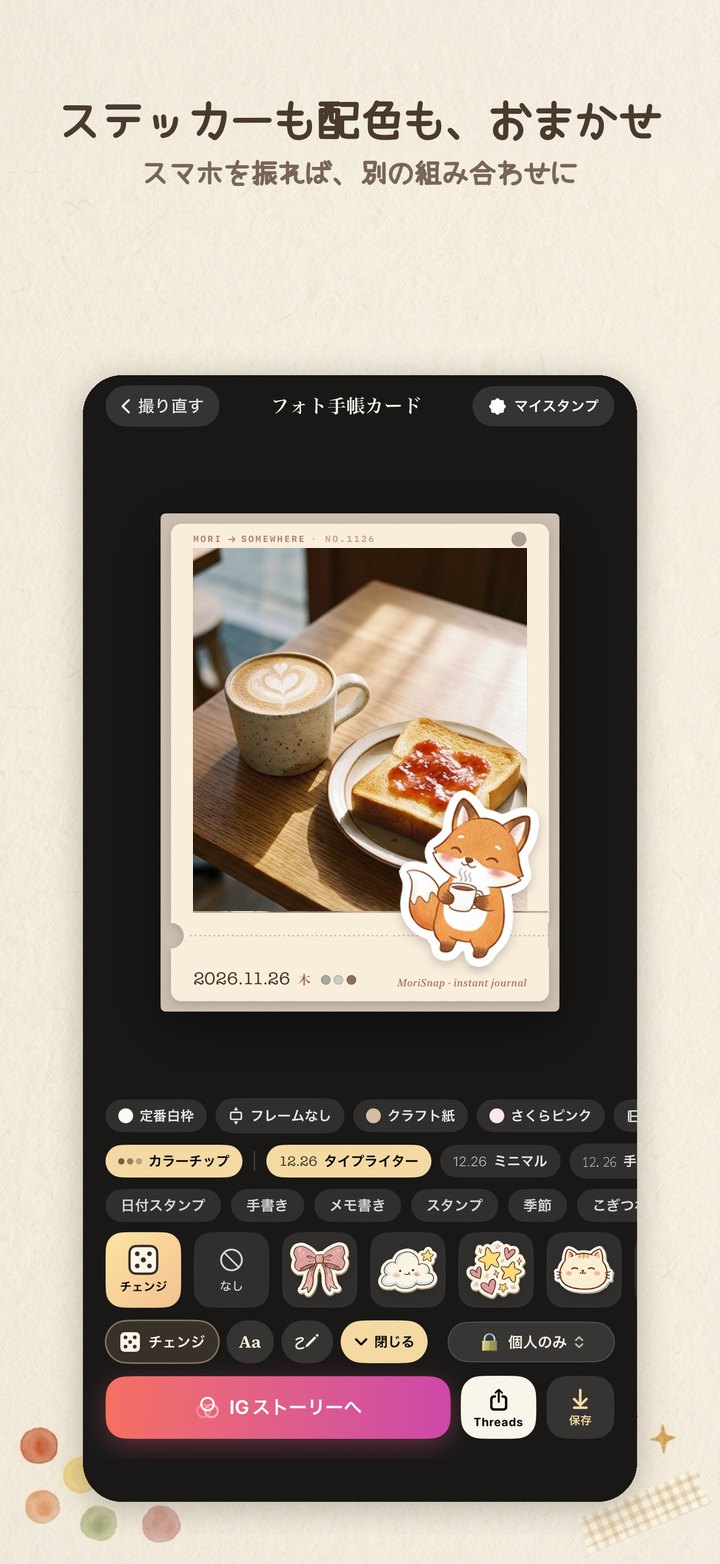 ステッカーも配色も、おまかせ
スマホを振れば、別の組み合わせに
撮り直す
フォト手帳カード
マイスタンプ
MORI → SOMEWHERE · NO.1126
2026.11.26 木
MoriSnap · instant journal
定番白枠
フレームなし
クラフト紙
さくらピンク
カラーチップ
12.26 タイプライター
12.26 ミニマル
12.26 手
日付スタンプ
手書き
メモ書き
スタンプ
季節
こぎつ
チェンジ
なし
チェンジ
Aa
閉じる
個人のみ
IG ストーリーへ
Threads
保存